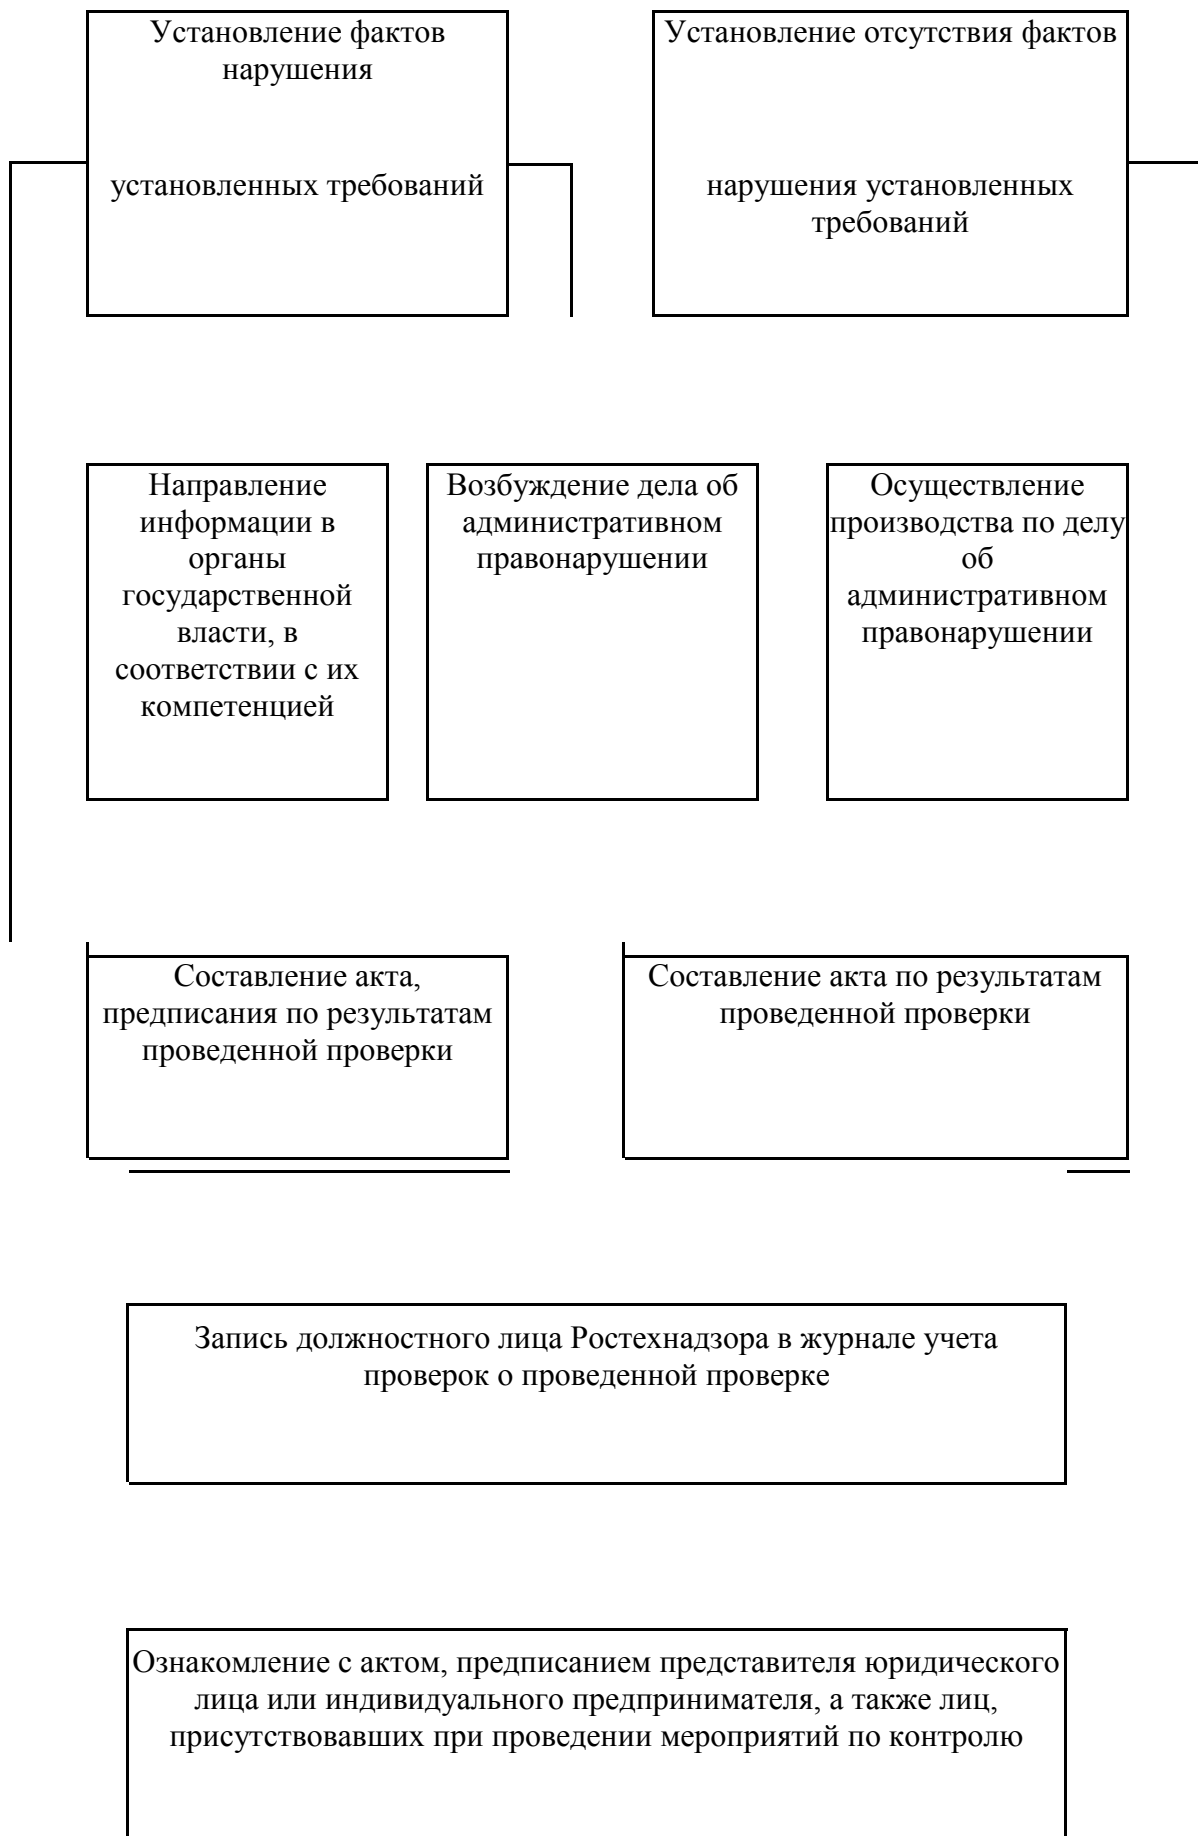 Установление фактов
нарушения
установленных требований
Установление отсутствия фактов
нарушения установленных
требований
Направление
информации в
органы
государственной
власти, в
соответствии с их
компетенцией
Возбуждение дела об
административном
правонарушении
Осуществление
производства по делу
об
административном
правонарушении
Составление акта,
предписания по результатам
проведенной проверки
Составление акта по результатам
проведенной проверки
Запись должностного лица Ростехнадзора в журнале учета
проверок о проведенной проверке
Ознакомление с актом, предписанием представителя юридического
лица или индивидуального предпринимателя, а также лиц,
присутствовавших при проведении мероприятий по контролю